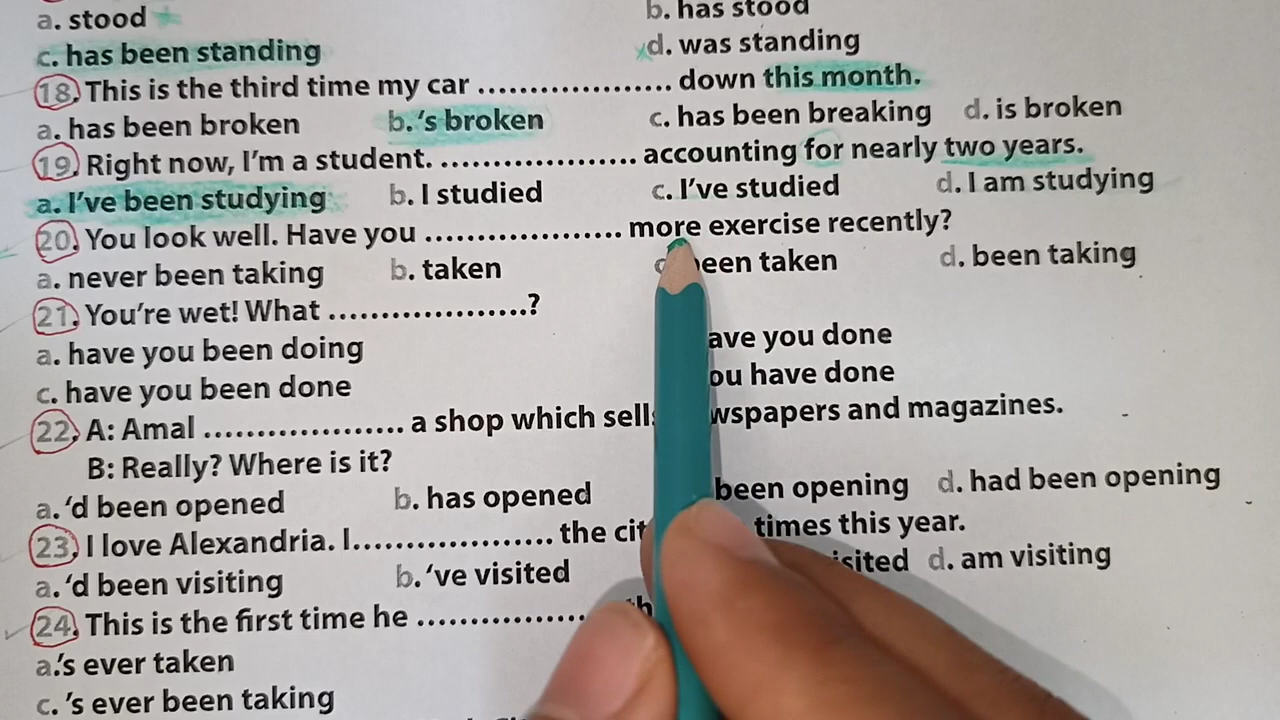 a. stood b. has stood
c. has been standing d. was standing
18. This is the third time my car .................... down this month.
a. has been broken b. 's broken c. has been breaking d. is broken
19. Right now, I'm a student. .................... accounting for nearly two years.
a. I've been studying b. I studied c. I've studied d. I am studying
20. You look well. Have you .................... more exercise recently?
a. never been taking b. taken been taken d. been taking
21. You're wet! What ....................?
a. have you been doing ave you done
c. have you been done ou have done
22. A: Amal .................... a shop which sells wspapers and magazines.
B: Really? Where is it?
a. 'd been opened b. has opened been opening d. had been opening
23. I love Alexandria. I.................... the cit times this year.
a. 'd been visiting b. 've visited isited d. am visiting
24. This is the first time he .................... th
a.'s ever taken
c. 's ever been taking